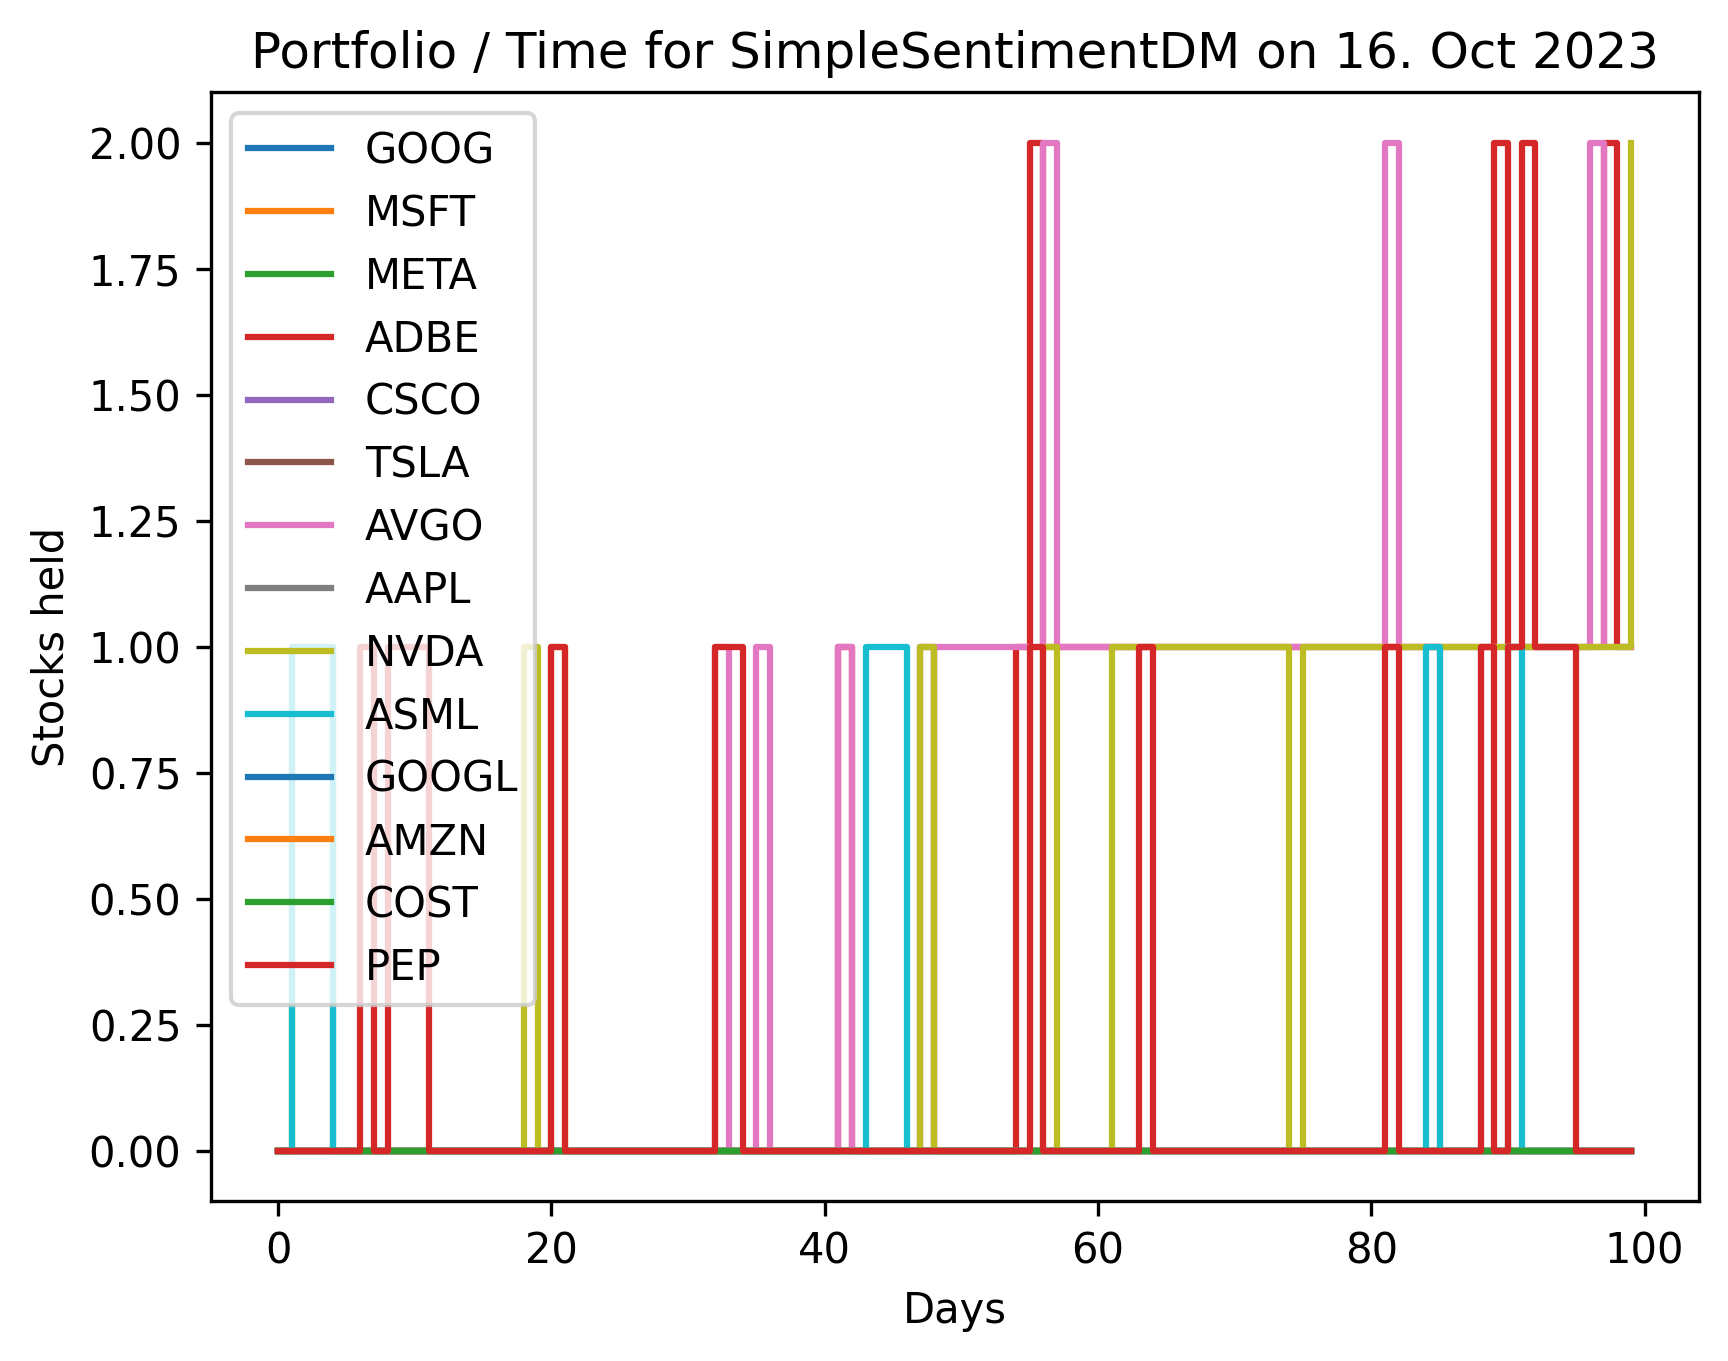 Portfolio / Time for SimpleSentimentDM on 16. Oct 2023
2.00
1.75
1.50
1.25
1.00
0.75
0.50
0.25
0.00
Stocks held
GOOG
MSFT
META
ADBE
CSCO
TSLA
AVGO
AAPL
NVDA
ASML
GOOGL
AMZN
COST
PEP
0 20 40 60 80 100
Days